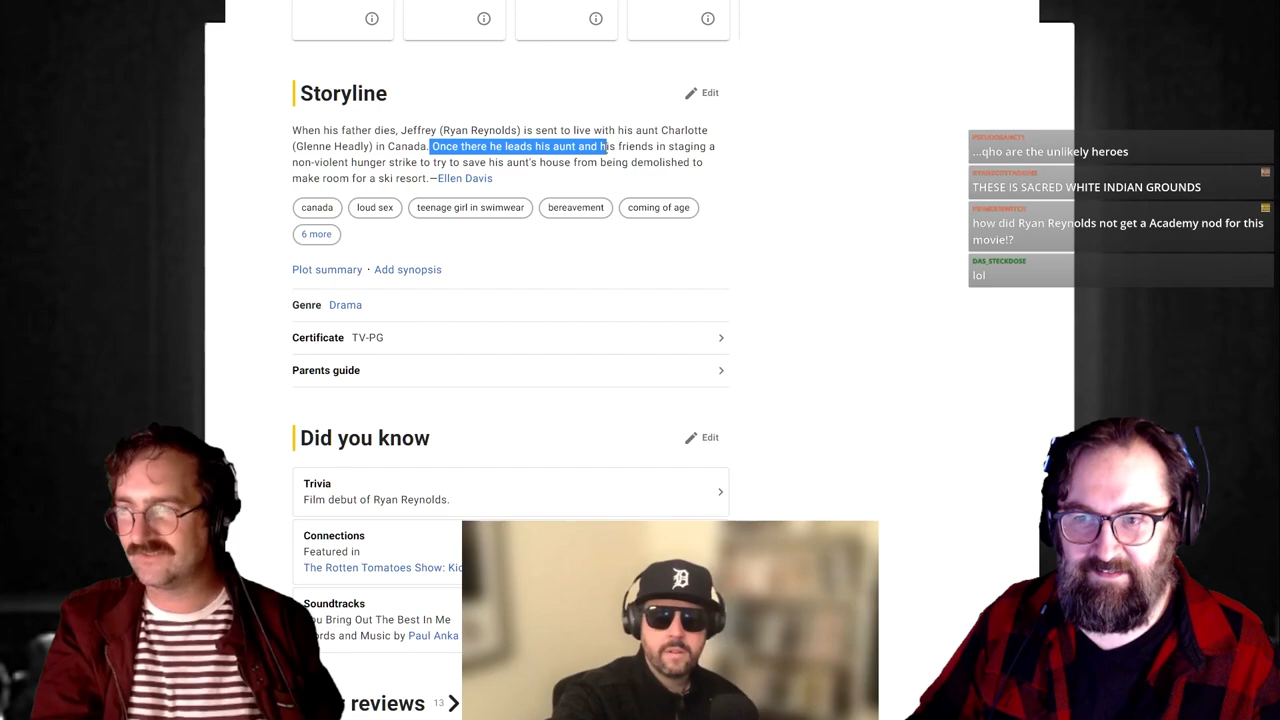 Storyline
Edit
When his father dies, Jeffrey (Ryan Reynolds) is sent to live with his aunt Charlotte
(Glenne Headly) in Canada. Once there he leads his aunt and his friends in staging a
non-violent hunger strike to try to save his aunt's house from being demolished to
make room for a ski resort.—Ellen Davis
canada
loud sex
teenage girl in swimwear
bereavement
coming of age
6 more
Plot summary · Add synopsis
Genre Drama
Certificate TV-PG
Parents guide
Did you know
Edit
Trivia
Film debut of Ryan Reynolds.
Connections
Featured in
The Rotten Tomatoes Show: Kic
Soundtracks
ou Bring Out The Best In Me
ords and Music by Paul Anka
reviews 13
D
...qho are the unlikely heroes
THESE IS SACRED WHITE INDIAN GROUNDS
how did Ryan Reynolds not get a Academy nod for this
movie!?
DAS_STECKDOSE
lol